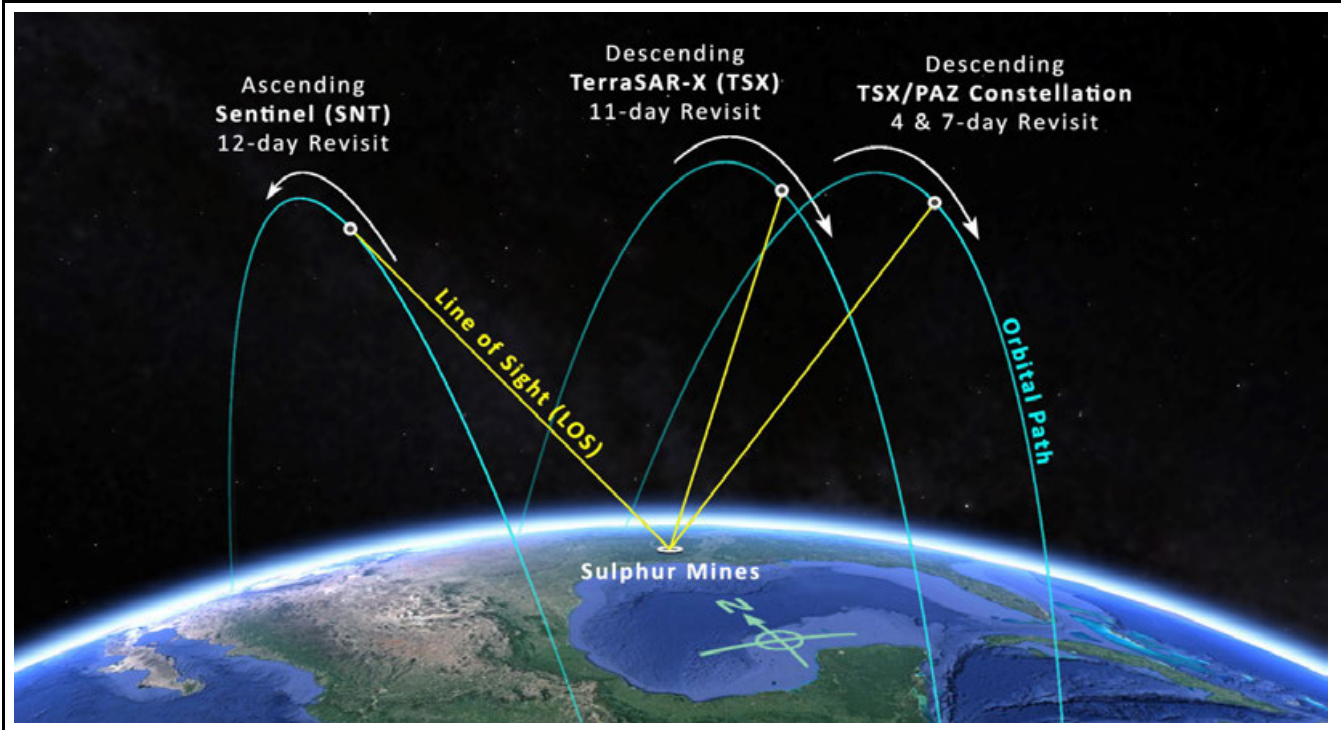 Ascending
Sentinel (SNT)
12-day Revisit
Descending
TerraSAR-X (TSX)
11-day Revisit
Descending
TSX/PAZ Constellation
4 & 7-day Revisit
Line of Sight (LOS)
Orbital Path
Sulphur Mines
N